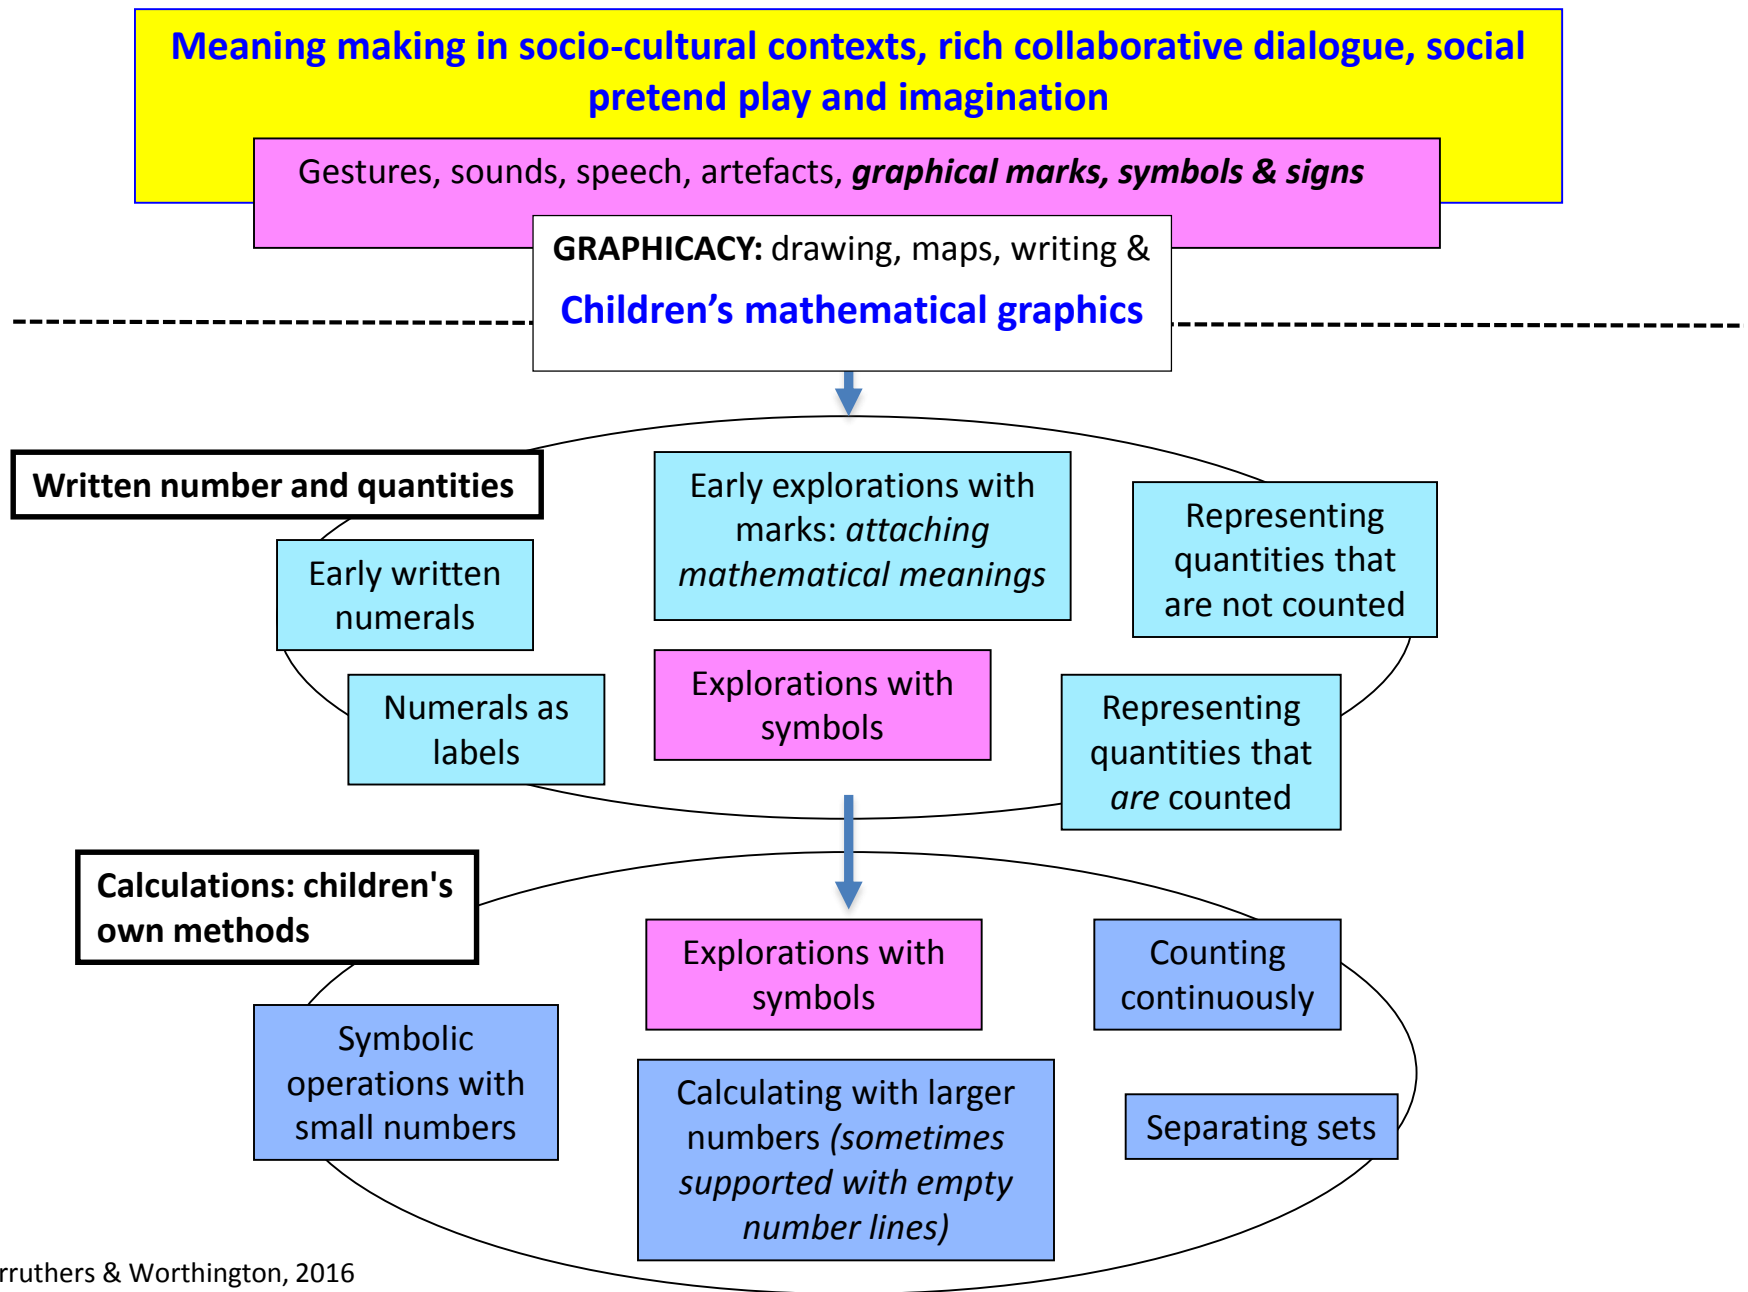 Meaning making in socio-cultural contexts, rich collaborative dialogue, social
pretend play and imagination
Gestures, sounds, speech, artefacts, graphical marks, symbols & signs
GRAPHICACY: drawing, maps, writing &
Children’s mathematical graphics
Written number and quantities
Early explorations with
marks: attaching
mathematical meanings
Representing
quantities that
are not counted
Early written
numerals
Explorations with
symbols
Numerals as
labels
Representing
quantities that
are counted
Calculations: children's
own methods
Explorations with
symbols
Counting
continuously
Symbolic
operations with
small numbers
Calculating with larger
numbers (sometimes
supported with empty
number lines)
Separating sets
rruthers & Worthington, 2016